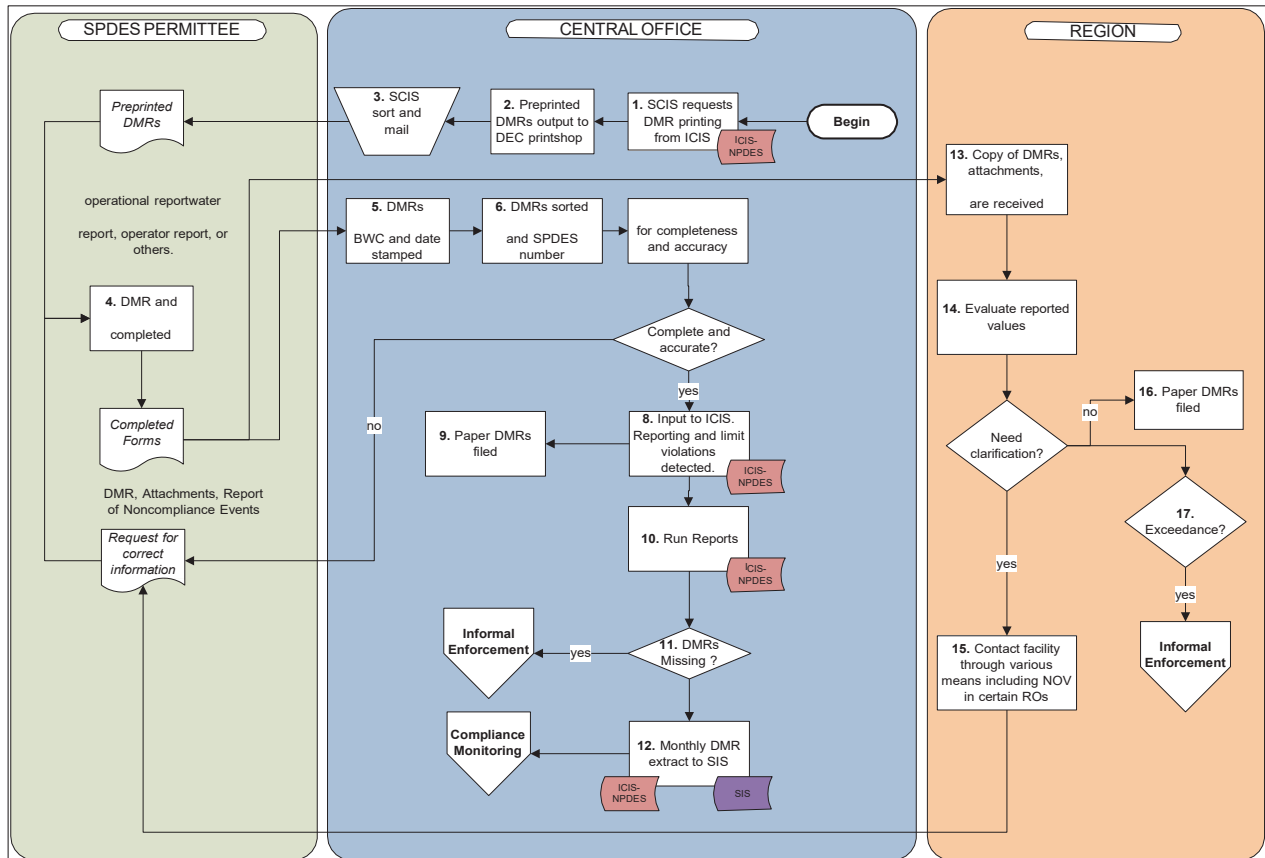 SPDES PERMITTEE
CENTRAL OFFICE
REGION
Preprinted
DMRs
3. SCIS
sort and
mail
2. Preprinted
DMRs output to
DEC printshop
1. SCIS requests
DMR printing
from ICIS
ICIS-
NPDES
Begin
operational reportwater
report, operator report, or
others.
4. DMR and
completed
Completed
Forms
DMR, Attachments, Report
of Noncompliance Events
Request for
correct
information
5. DMRs
BWC and date
stamped
6. DMRs sorted
and SPDES
number
for completeness
and accuracy
Complete and
accurate?
no
yes
8. Input to ICIS.
Reporting and limit
violations
detected.
ICIS-
NPDES
9. Paper DMRs
filed
10. Run Reports
ICIS-
NPDES
11. DMRs
Missing ?
yes
Informal
Enforcement
12. Monthly DMR
extract to SIS
ICIS-
NPDES
SIS
Compliance
Monitoring
13. Copy of DMRs,
attachments,
are received
14. Evaluate reported
values
Need
clarification?
no
16. Paper DMRs
filed
17.
Exceedance?
yes
Informal
Enforcement
yes
15. Contact facility
through various
means including NOV
in certain ROs